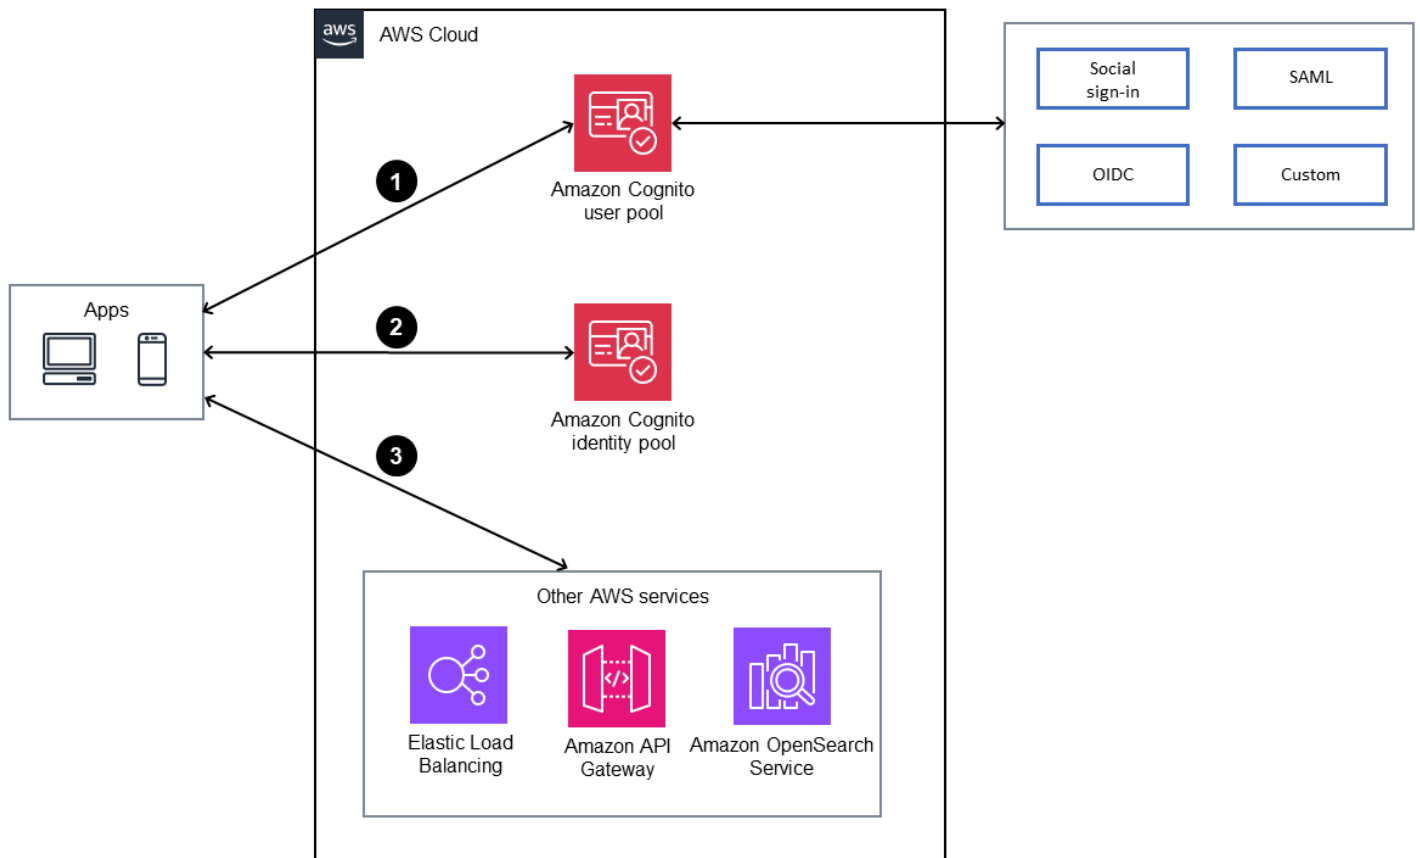 aws
AWS Cloud
Social
sign-in
SAML
OIDC
Custom
1
Amazon Cognito
user pool
Apps
2
Amazon Cognito
identity pool
3
Other AWS services
</>
Elastic Load
Balancing
Amazon API
Gateway
Amazon OpenSearch
Service